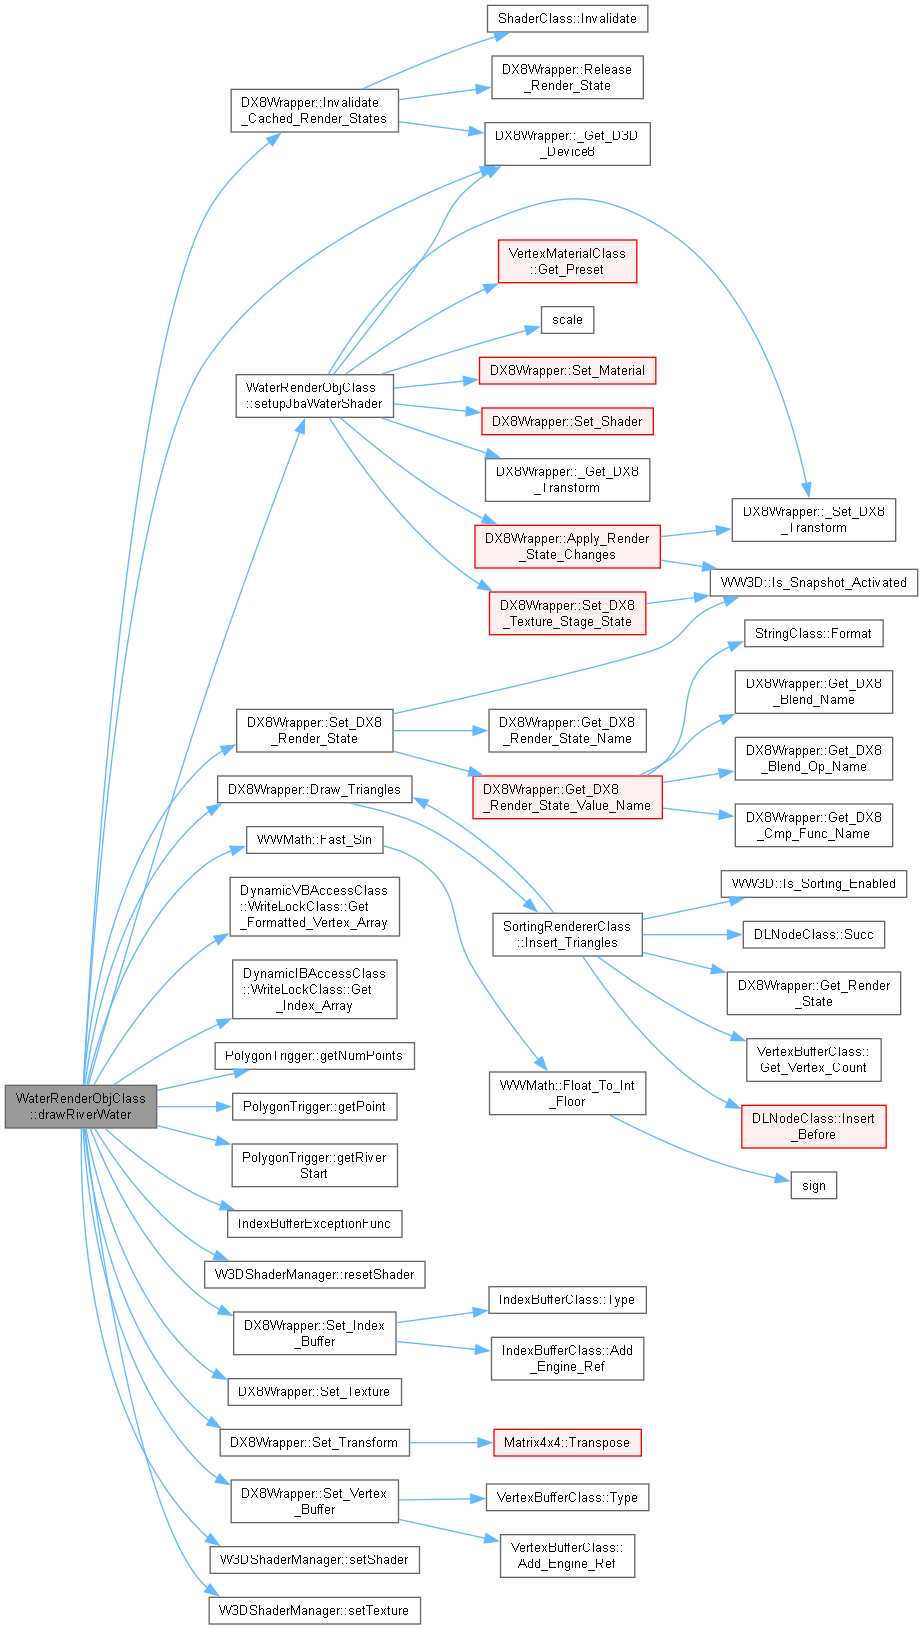 ShaderClass::Invalidate
DX8Wrapper::Release
_Render_State
DX8Wrapper::Invalidate
_Cached_Render_States
DX8Wrapper::_Get_D3D
_Device8
VertexMaterialClass
::Get_Preset
scale
DX8Wrapper::Set_Material
WaterRenderObjClass
::setupJbaWaterShader
DX8Wrapper::Set_Shader
DX8Wrapper::_Get_DX8
_Transform
DX8Wrapper::_Set_DX8
_Transform
DX8Wrapper::Apply_Render
_State_Changes
WW3D::Is_Snapshot_Activated
DX8Wrapper::Set_DX8
_Texture_Stage_State
StringClass::Format
DX8Wrapper::Get_DX8
_Blend_Name
DX8Wrapper::Set_DX8
_Render_State
DX8Wrapper::Get_DX8
_Render_State_Name
DX8Wrapper::Get_DX8
_Blend_Op_Name
DX8Wrapper::Draw_Triangles
DX8Wrapper::Get_DX8
_Render_State_Value_Name
DX8Wrapper::Get_DX8
_Cmp_Func_Name
WWMath::Fast_Sin
WW3D::Is_Sorting_Enabled
DynamicVBAccessClass
::WriteLockClass::Get
_Formatted_Vertex_Array
SortingRendererClass
::Insert_Triangles
DLNodeClass::Succ
DynamicIBAccessClass
::WriteLockClass::Get
_Index_Array
DX8Wrapper::Get_Render
_State
PolygonTrigger::getNumPoints
VertexBufferClass::
Get_Vertex_Count
WaterRenderObjClass
::drawRiverWater
PolygonTrigger::getPoint
WWMath::Float_To_Int
_Floor
DLNodeClass::Insert
_Before
PolygonTrigger::getRiver
Start
sign
IndexBufferExceptionFunc
W3DShaderManager::resetShader
DX8Wrapper::Set_Index
_Buffer
IndexBufferClass::Type
IndexBufferClass::Add
_Engine_Ref
DX8Wrapper::Set_Texture
DX8Wrapper::Set_Transform
Matrix4x4::Transpose
DX8Wrapper::Set_Vertex
_Buffer
VertexBufferClass::Type
VertexBufferClass::
Add_Engine_Ref
W3DShaderManager::setShader
W3DShaderManager::setTexture